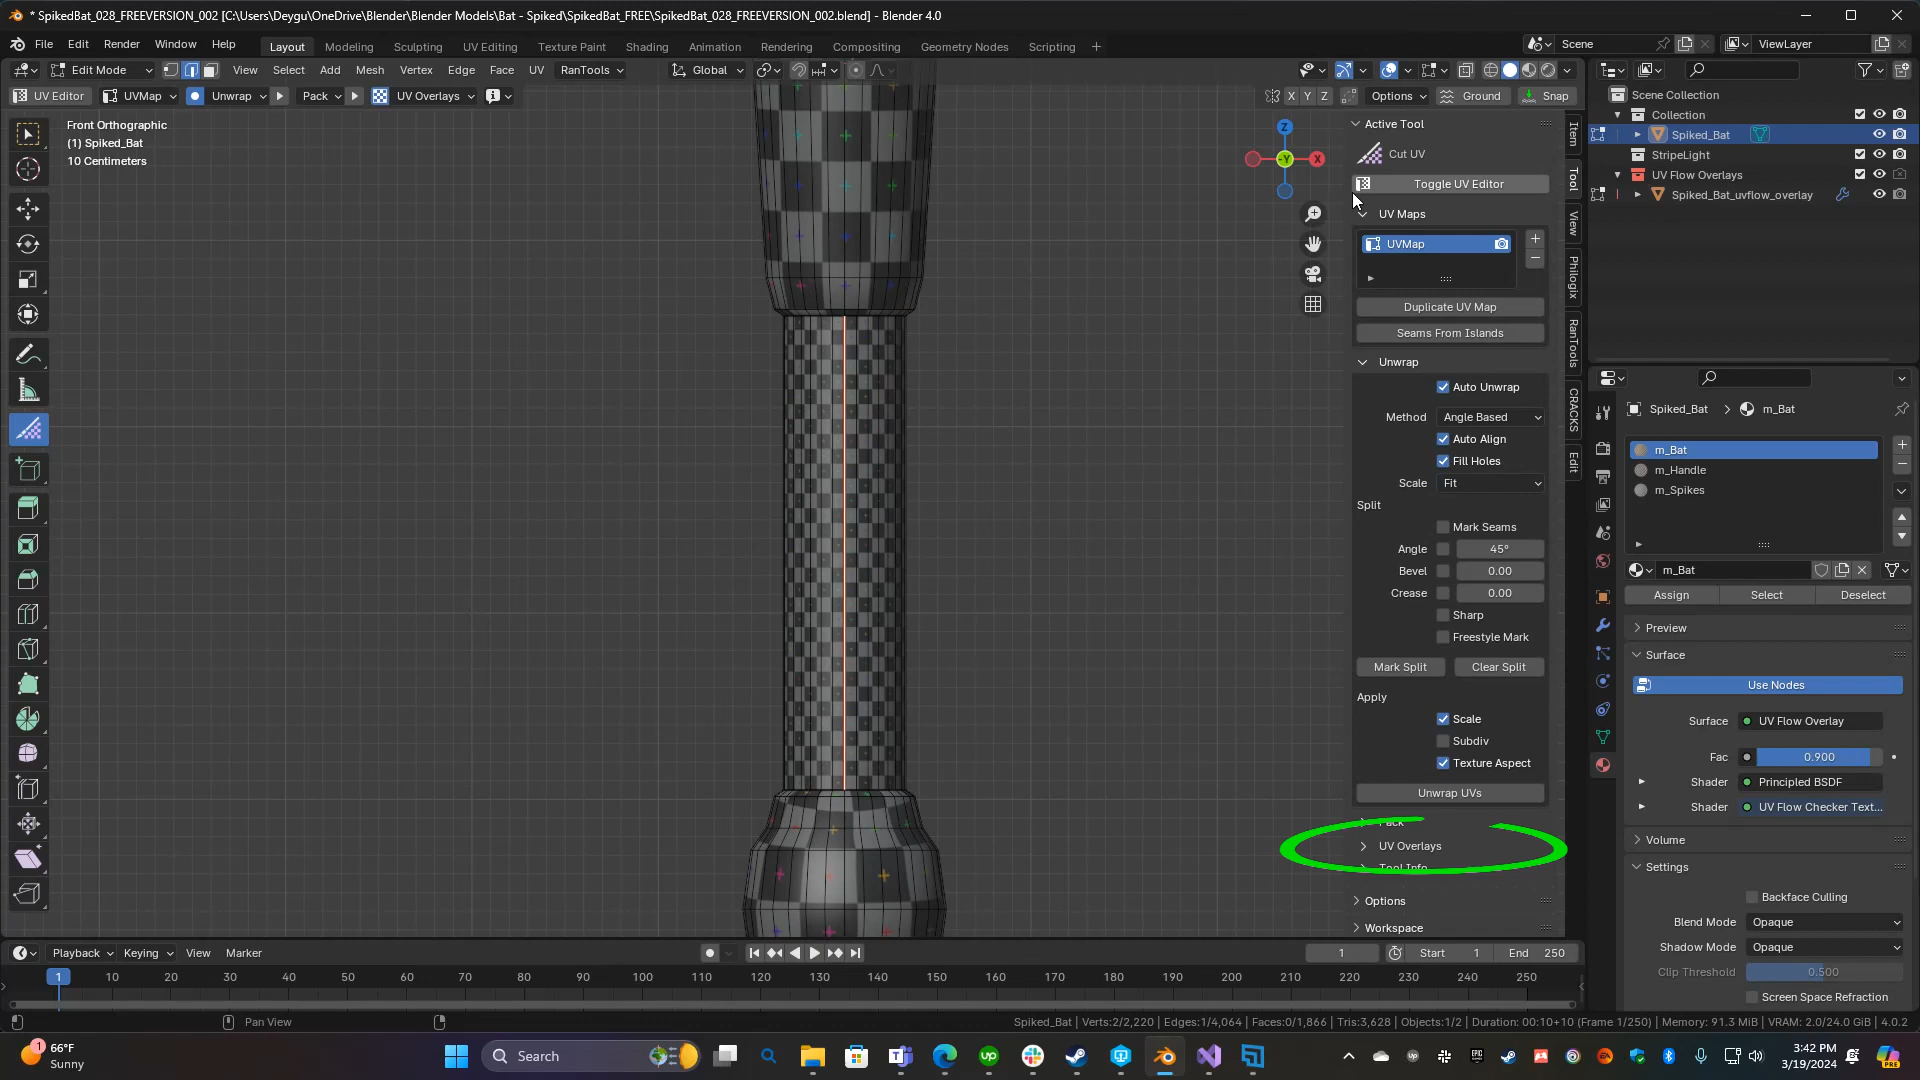 * SpikedBat_028_FREEVERSION_002 [C:\Users\Deygu\OneDrive\Blender\Blender Models\Bat - Spiked\SpikedBat_FREE\SpikedBat_028_FREEVERSION_002.blend] - Blender 4.0
File Edit Render Window Help Layout Modeling Sculpting UV Editing Texture Paint Shading Animation Rendering Compositing Geometry Nodes Scripting + Scene ViewLayer
Edit Mode View Select Add Mesh Vertex Edge Face UV RanTools Global
UV Editor UVMap Unwrap Pack UV Overlays X Y Z Options Ground Snap
Front Orthographic
(1) Spiked_Bat
10 Centimeters
Z
-Y
X
Active Tool
Cut UV
Toggle UV Editor
UV Maps
UVMap
Duplicate UV Map
Seams From Islands
Unwrap
Auto Unwrap
Method Angle Based
Auto Align
Fill Holes
Scale Fit
Split
Mark Seams
Angle 45°
Bevel 0.00
Crease 0.00
Sharp
Freestyle Mark
Mark Split Clear Split
Apply
Scale
Subdiv
Texture Aspect
Unwrap UVs
Pack
UV Overlays
Tool Info
Options
Workspace
Item
Tool
View
Philogix
RanTools
CRACKS
Edit
Scene Collection
Collection
Spiked_Bat
StripeLight
UV Flow Overlays
Spiked_Bat_uvflow_overlay
Spiked_Bat > m_Bat
m_Bat
m_Handle
m_Spikes
m_Bat
Assign Select Deselect
Preview
Surface
Use Nodes
Surface UV Flow Overlay
Fac 0.900
Shader Principled BSDF
Shader UV Flow Checker Text...
Volume
Settings
Backface Culling
Blend Mode Opaque
Shadow Mode Opaque
Clip Threshold 0.500
Screen Space Refraction
Playback Keying View Marker 1 Start 1 End 250
1 10 20 30 40 50 60 70 80 90 100 110 120 130 140 150 160 170 180 190 200 210 220 230 240 250
Pan View
Spiked_Bat | Verts:2/2,220 | Edges:1/4,064 | Faces:0/1,866 | Tris:3,628 | Objects:1/2 | Duration: 00:10+10 (Frame 1/250) | Memory: 91.3 MiB | VRAM: 2.0/24.0 GiB | 4.0.2
1
66°F
Sunny
Search
3:42 PM
3/19/2024